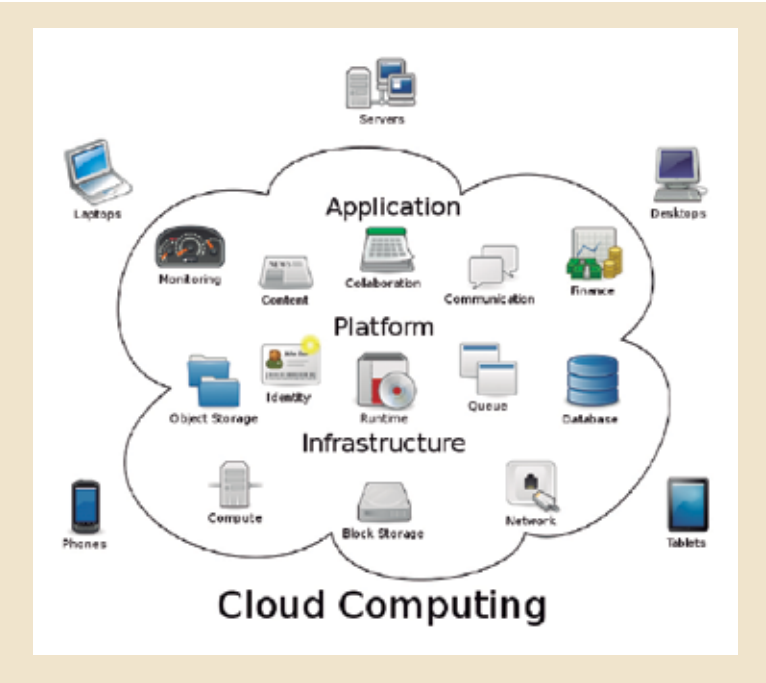 Servers
Laptops
Desktops
Application
Monitoring
Content
Collaboration
Communication
Finance
Platform
Object Storage
Identity
Runtime
Queue
Database
Infrastructure
Compute
Block Storage
Network
Phones
Tablets
Cloud Computing